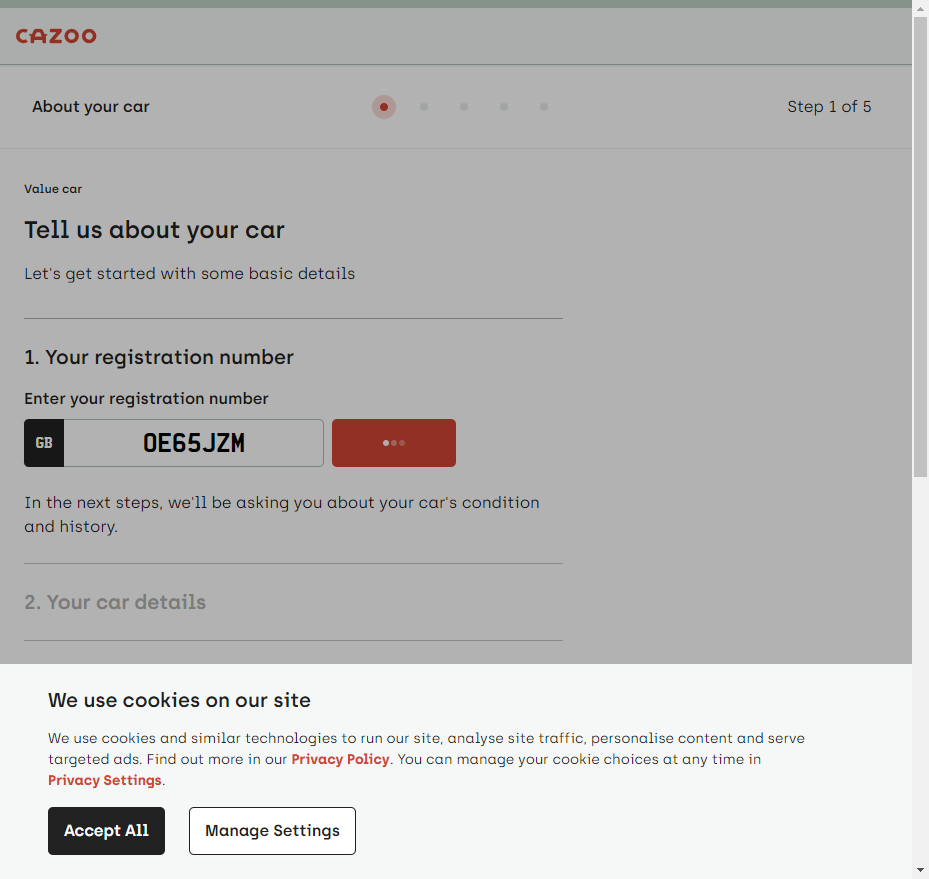 CAZOO
About your car
Step 1 of 5
Value car
Tell us about your car
Let's get started with some basic details
1. Your registration number
Enter your registration number
GB
OE65JZM
In the next steps, we'll be asking you about your car's condition
and history.
2. Your car details
We use cookies on our site
We use cookies and similar technologies to run our site, analyse site traffic, personalise content and serve
targeted ads. Find out more in our Privacy Policy. You can manage your cookie choices at any time in
Privacy Settings.
Accept All
Manage Settings